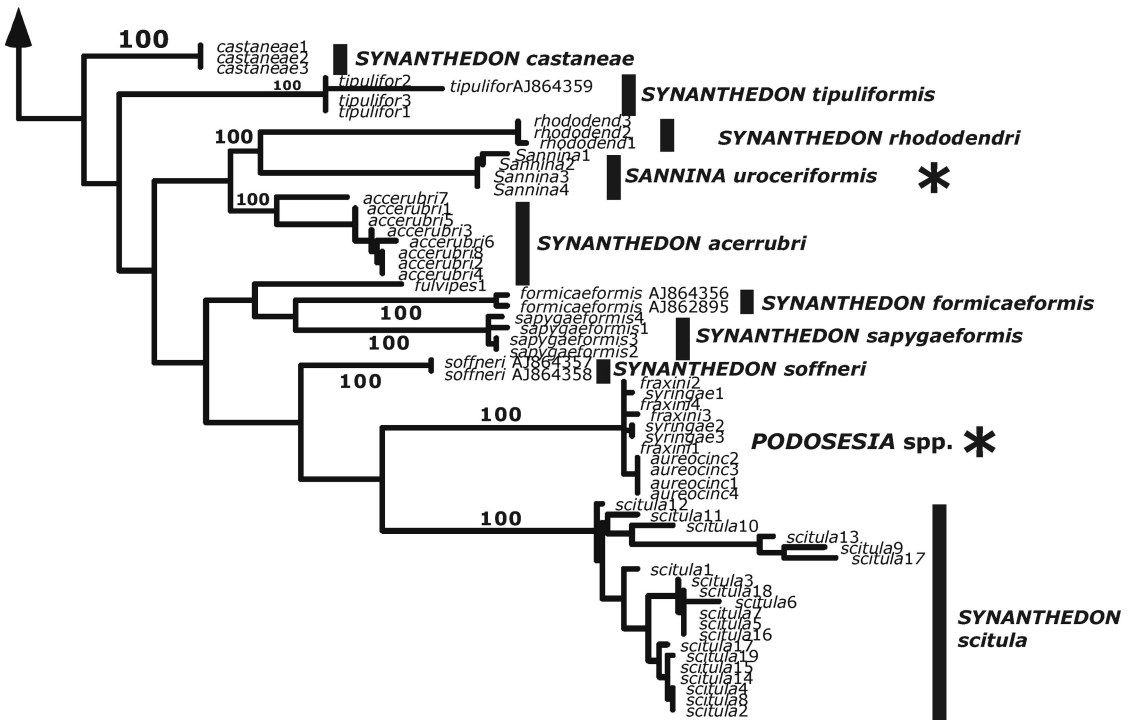 100
castaneae1
castaneae2
castaneae3
SYNANTHEDON castaneae
100
tipulifor2
tipuliforAJ864359
tipulifor3
tipulifor1
SYNANTHEDON tipuliformis
100
rhododend3
rhododend2
rhododend1
SYNANTHEDON rhododendri
Sannina1
Sannina2
Sannina3
Sannina4
SANNINA uroceriformis *
100
accerubri7
accerubri1
accerubri5
accerubri3
accerubri6
accerubri8
accerubri2
accerubri4
SYNANTHEDON acerrubri
fulvipes1
100
formicaeformis AJ864356
formicaeformis AJ862895
SYNANTHEDON formicaeformis
100
sapygaeformis4
sapygaeformis1
sapygaeformis3
sapygaeformis2
SYNANTHEDON sapygaeformis
100
soffneri AJ864357
soffneri AJ864358
SYNANTHEDON soffneri
100
fraxini2
syringae1
fraxini4
fraxini3
syringae2
syringae3
fraxini1
aureocinc2
aureocinc3
aureocinc1
aureocinc4
PODOSESIA spp. *
100
scitula12
scitula11
scitula10
scitula13
scitula9
scitula17
scitula1
scitula3
scitula18
scitula6
scitula7
scitula5
scitula16
scitula17
scitula19
scitula15
scitula14
scitula4
scitula8
scitula2
SYNANTHEDON
scitula